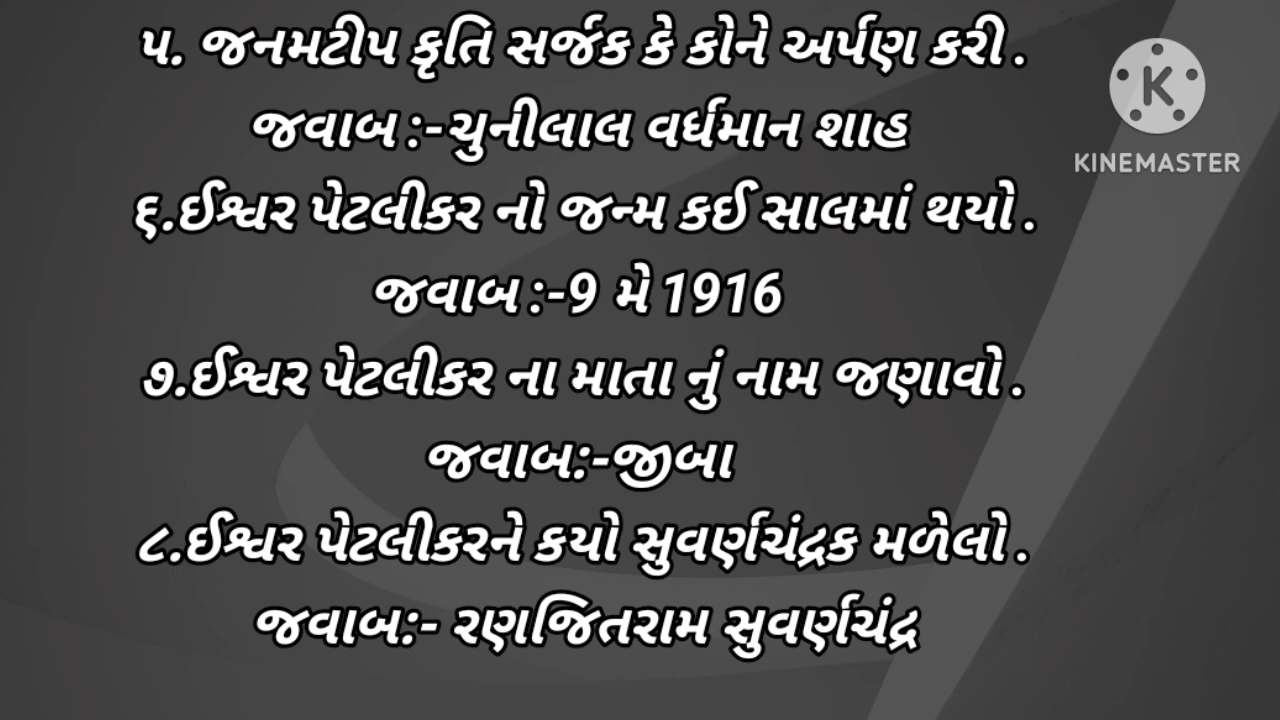 ૫. જનમટીપ કૃતિ સર્જક કે કોને અર્પણ કરી.
જવાબ:-ચુનીલાલ વર્ધમાન શાહ
૬.ઈશ્વર પેટલીકર નો જન્મ કઈ સાલમાં થયો.
જવાબ:-9 મે 1916
૭.ઈશ્વર પેટલીકર ના માતા નું નામ જણાવો.
જવાબ:-જીબા
૮.ઈશ્વર પેટલીકરને કયો સુવર્ણચંદ્રક મળેલો.
જવાબ:- રણજિતરામ સુવર્ણચંદ્ર
K
KINEMASTER